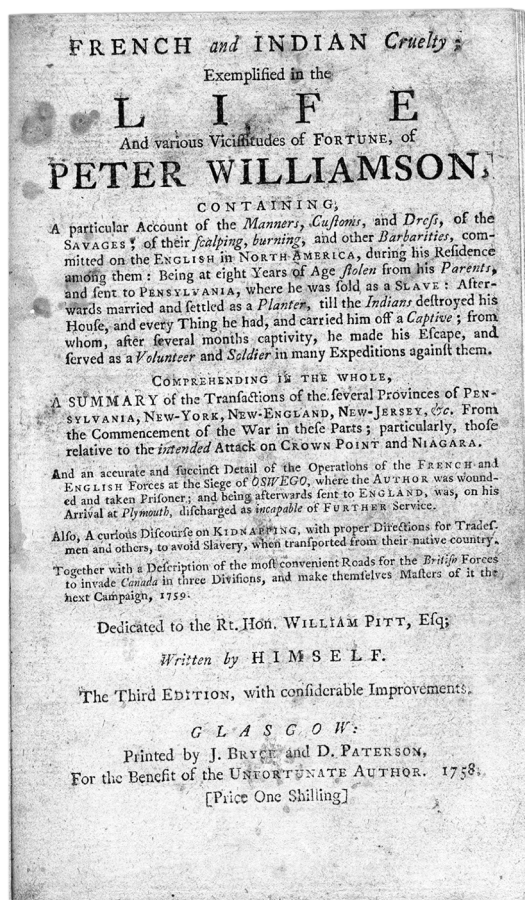 FRENCH and INDIAN Cruelty;
Exemplified in the
LIFE
And various Viciſſitudes of FORTUNE, of
PETER WILLIAMSON,
CONTAINING,
A particular Account of the Manners, Cuſtoms, and Dreſs, of the
SAVAGES; of their ſcalping, burning, and other Barbarities, com-
mitted on the ENGLISH in NORTH-AMERICA, during his Reſidence
among them: Being at eight Years of Age ſtolen from his Parents,
and ſent to PENSYLVANIA, where he was ſold as a SLAVE: After-
wards married and ſettled as a Planter, till the Indians deſtroyed his
Houſe, and every Thing he had, and carried him off a Captive; from
whom, after ſeveral months captivity, he made his Eſcape, and
ſerved as a Volunteer and Soldier in many Expeditions againſt them.
COMPREHENDING IN THE WHOLE,
A SUMMARY of the Tranſactions of the ſeveral Provinces of PEN-
SYLVANIA, NEW-YORK, NEW-ENGLAND, NEW-JERSEY, &c. From
the Commencement of the War in theſe Parts; particularly, thoſe
relative to the intended Attack on CROWN POINT and NIAGARA.
And an accurate and ſuccinct Detail of the Operations of the FRENCH and
ENGLISH Forces at the Siege of OSWEGO, where the AUTHOR was wound-
ed and taken Priſoner; and being afterwards ſent to ENGLAND, was, on his
Arrival at Plymouth, diſcharged as incapable of FURTHER Service.
Alſo, A curious Diſcourſe on KIDNAPPING, with proper Directions for Tradeſ-
men and others, to avoid Slavery, when tranſported from their native country.
Together with a Deſcription of the moſt convenient Roads for the Britiſh Forces
to invade Canada in three Diviſions, and make themſelves Maſters of it the
next Campaign, 1759.
Dedicated to the Rt. Hon. WILLIAM PITT, Eſq;
Written by HIMSELF.
The Third EDITION, with conſiderable Improvements.
GLASGOW:
Printed by J. BRYCE and D. PATERSON,
For the Benefit of the UNFORTUNATE AUTHOR. 1758.
[Price One Shilling]